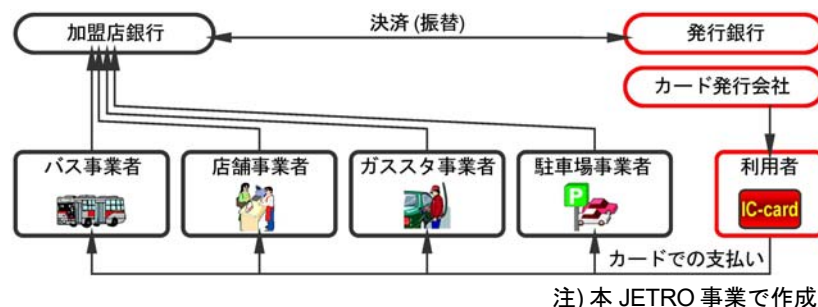 加盟店銀行
決済 (振替)
発行銀行
カード発行会社
バス事業者
店舗事業者
ガススタ事業者
駐車場事業者
利用者
P
IC-card
カードでの支払い
注) 本 JETRO 事業で作成